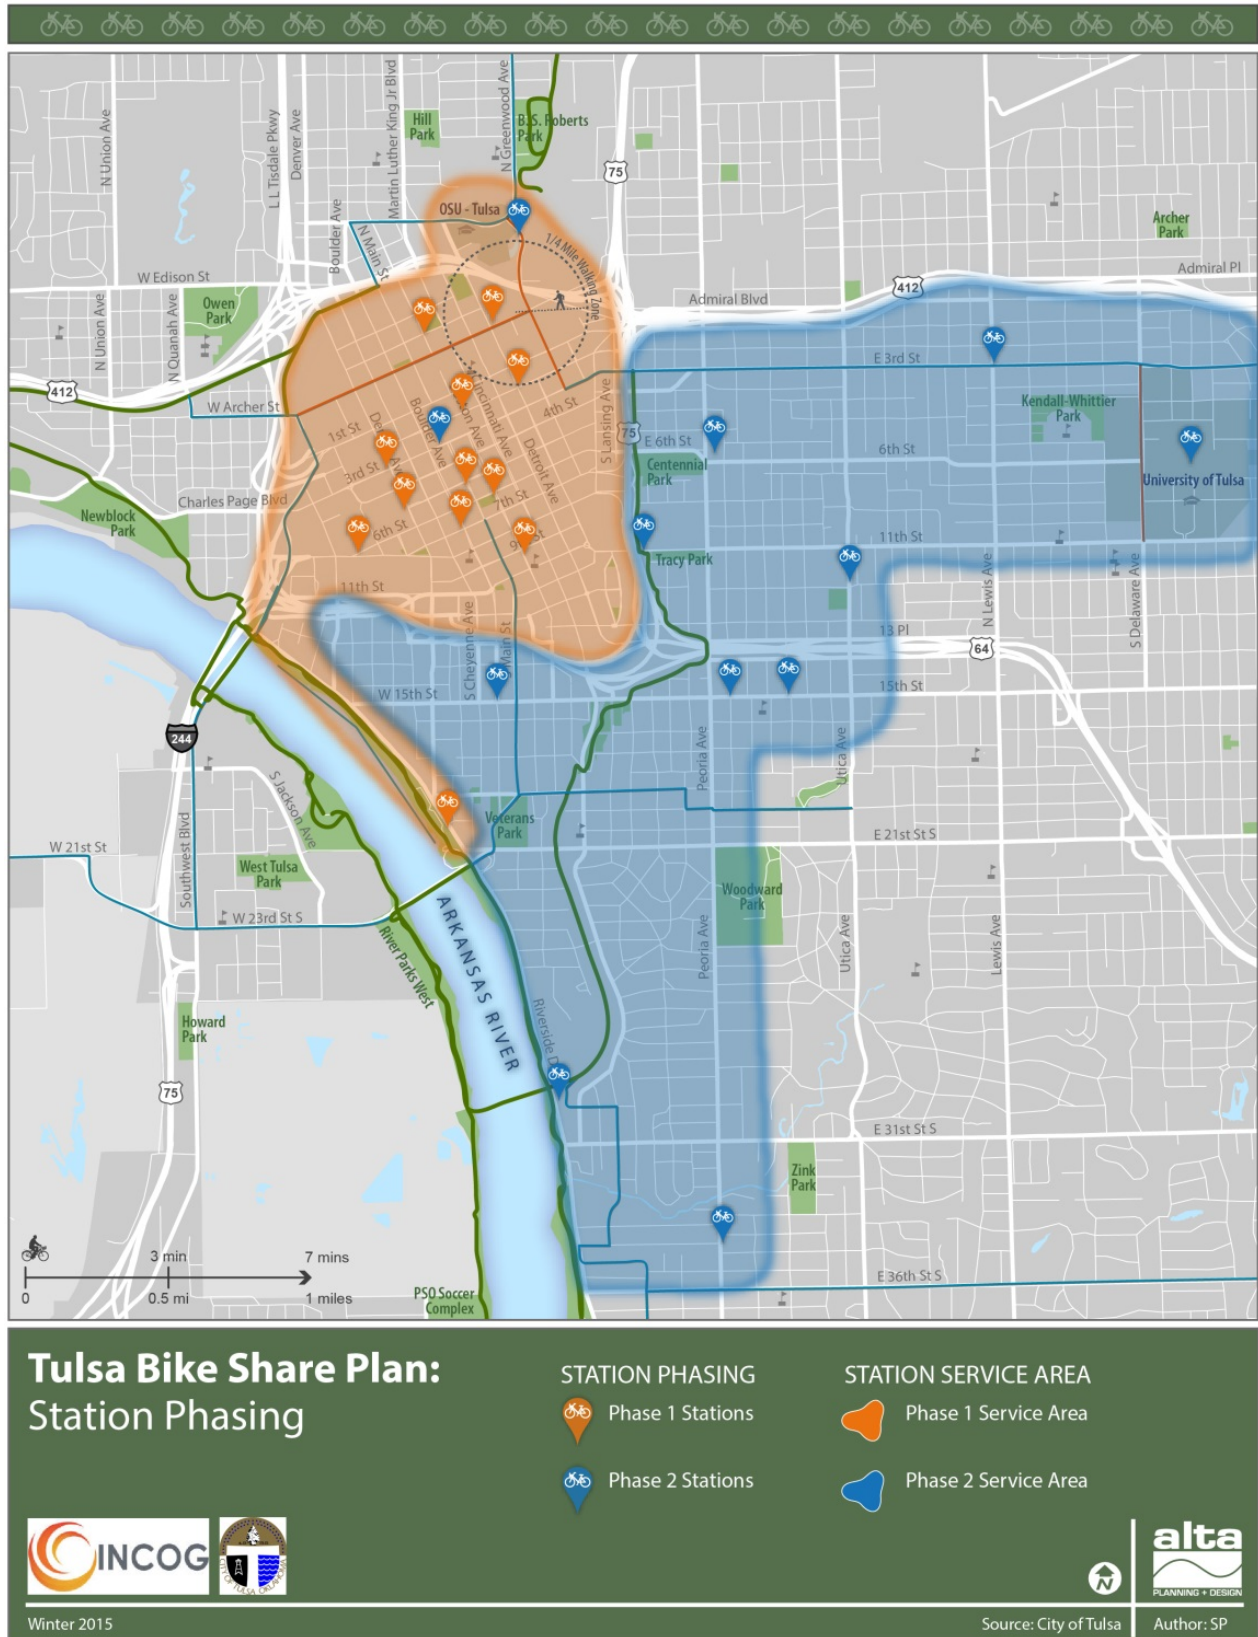 N Union Ave
L L Tisdale Pkwy
Denver Ave
Martin Luther King Jr Blvd
Hill
Park
N Greenwood Ave
B.S. Roberts
Park
75
OSU - Tulsa
Boulder Ave
N Main St
1/4 Mile Walking Zone
Archer
Park
W Edison St
Admiral Pl
412
Admiral Blvd
Owen
Park
N Union Ave
N Quanah Ave
E 3rd St
412
W Archer St
Kendall-Whittier
Park
1st St
Boulder Ave
Cincinnati Ave
4th St
S Lansing Ave
75
E 6th St
6th St
Detroit Ave
3rd St
Centennial
Park
University of Tulsa
Charles Page Blvd
7th St
Newblock
Park
6th St
11th St
Tracy Park
11th St
N Lewis Ave
S Delaware Ave
S Cheyenne Ave
Main St
13 Pl
64
W 15th St
15th St
244
Peoria Ave
Utica Ave
S Jackson Ave
Southwest Blvd
Veterans
Park
W 21st St
E 21st St S
West Tulsa
Park
Woodward
Park
W 23rd St S
River Parks West
ARKANSAS RIVER
Peoria Ave
Utica Ave
Lewis Ave
Howard
Park
75
E 31st St S
Zink
Park
3 min
7 mins
0
0.5 mi
1 miles
PSO Soccer
Complex
E 36th St S
Tulsa Bike Share Plan:
Station Phasing
STATION PHASING
Phase 1 Stations
Phase 2 Stations
STATION SERVICE AREA
Phase 1 Service Area
Phase 2 Service Area
INCOG
CITY OF TULSA OKLAHOMA
N
alta
PLANNING + DESIGN
Winter 2015
Source: City of Tulsa
Author: SP